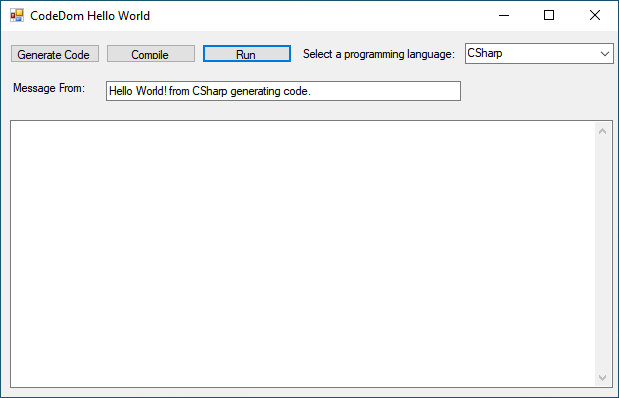 CodeDom Hello World
Generate Code Compile Run Select a programming language: CSharp
Message From: Hello World! from CSharp generating code.